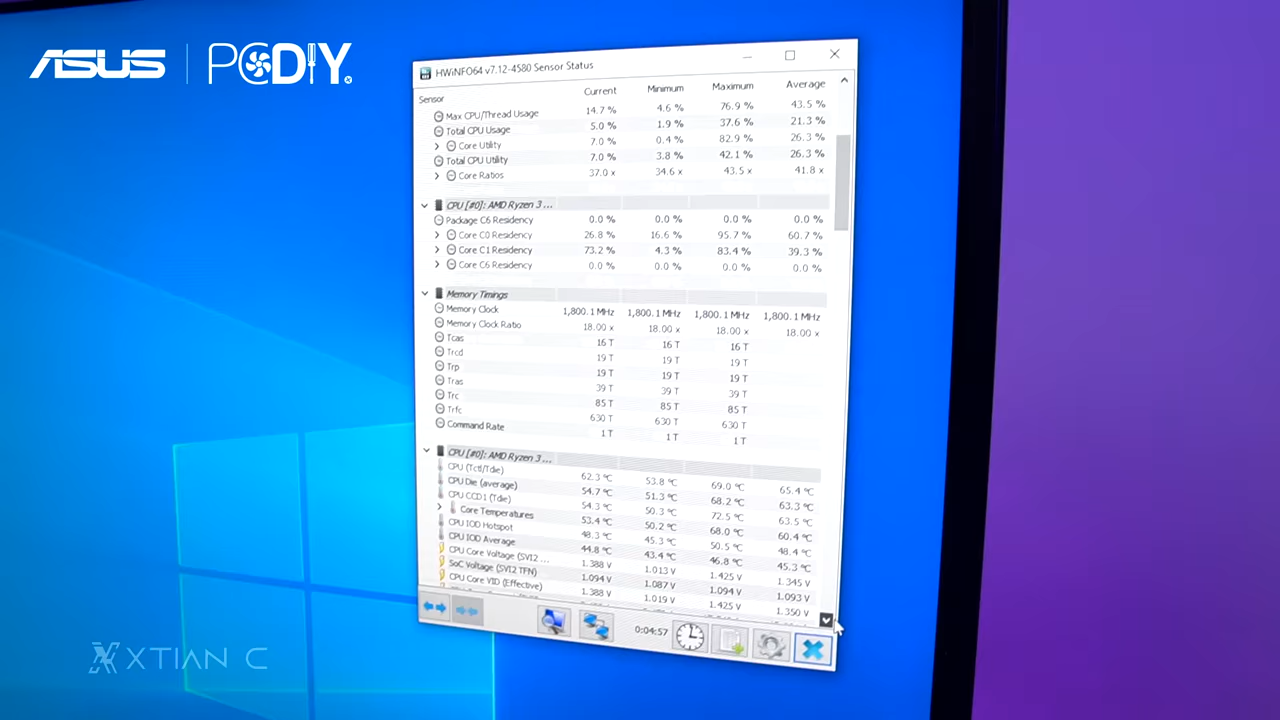 ASUS | PCDIY
HWiNFO64 v7.12-4580 Sensor Status
Sensor Current Minimum Maximum Average
Max CPU/Thread Usage 14.7 % 4.6 % 76.9 % 43.5 %
Total CPU Usage 5.0 % 1.9 % 37.6 % 21.3 %
Core Utility 7.0 % 0.4 % 82.9 % 26.3 %
Total CPU Utility 7.0 % 3.8 % 42.1 % 26.3 %
Core Ratios 37.0 x 34.6 x 43.5 x 41.8 x
CPU [#0]: AMD Ryzen 3 ...
Package C6 Residency 0.0 % 0.0 % 0.0 % 0.0 %
Core C0 Residency 26.8 % 16.6 % 95.7 % 60.7 %
Core C1 Residency 73.2 % 4.3 % 83.4 % 39.3 %
Core C6 Residency 0.0 % 0.0 % 0.0 % 0.0 %
Memory Timings
Memory Clock 1,800.1 MHz 1,800.1 MHz 1,800.1 MHz 1,800.1 MHz
Memory Clock Ratio 18.00 x 18.00 x 18.00 x 18.00 x
Tcas 16 T 16 T 16 T
Trcd 19 T 19 T 19 T
Trp 19 T 19 T 19 T
Tras 39 T 39 T 39 T
Trc 85 T 85 T 85 T
Trfc 630 T 630 T 630 T
Command Rate 1 T 1 T 1 T
CPU [#0]: AMD Ryzen 3 ...
CPU (Tctl/Tdie) 62.3 °C 53.8 °C 69.0 °C 65.4 °C
CPU Die (average) 54.7 °C 51.3 °C 68.2 °C 63.3 °C
CPU CCD1 (Tdie) 54.3 °C 50.3 °C 72.5 °C 63.5 °C
Core Temperatures 53.4 °C 50.2 °C 68.0 °C 60.4 °C
CPU IOD Hotspot 48.3 °C 45.3 °C 50.5 °C 48.4 °C
CPU IOD Average 44.8 °C 43.4 °C 46.8 °C 45.3 °C
CPU Core Voltage (SVI2 ... 1.388 V 1.013 V 1.425 V 1.345 V
SoC Voltage (SVI2 TFN) 1.094 V 1.087 V 1.094 V 1.093 V
CPU Core VID (Effective) 1.388 V 1.019 V 1.425 V 1.350 V
0:04:57
XTIAN C